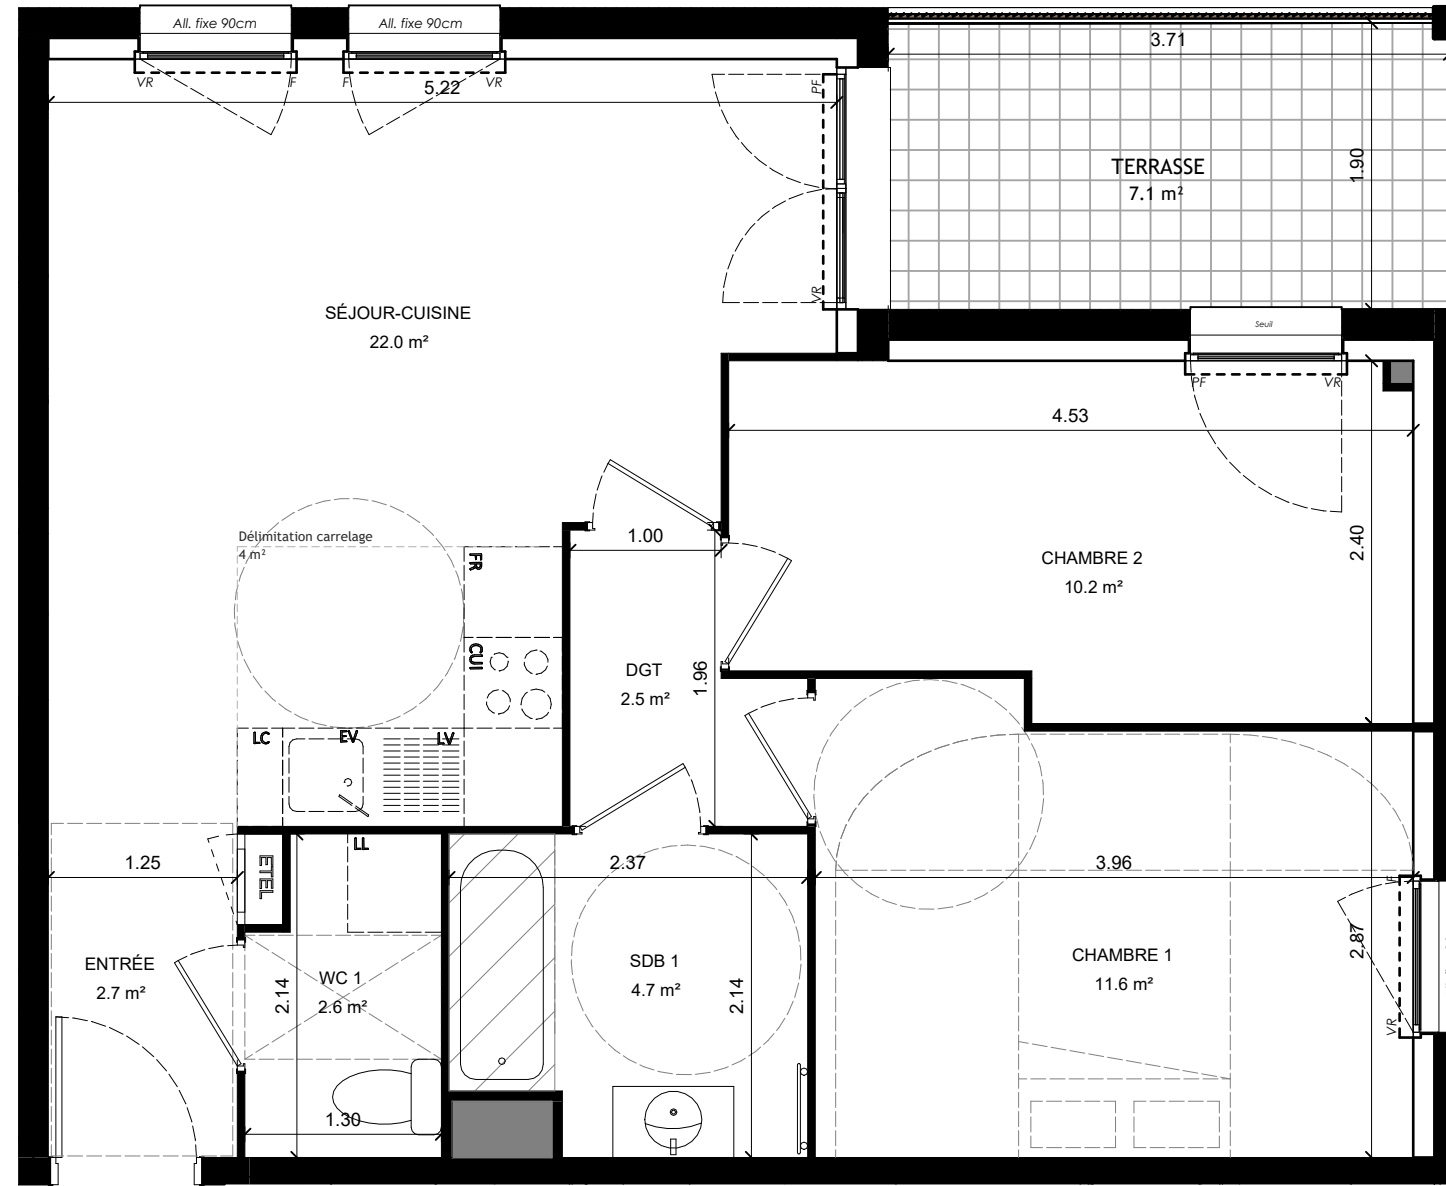 All. fixe 90cm
All. fixe 90cm
VR
F
F
VR
5.22
PF
VR
3.71
1.90
TERRASSE
7.1 m²
Seuil
PF
VR
SÉJOUR-CUISINE
22.0 m²
4.53
2.40
CHAMBRE 2
10.2 m²
Délimitation carrelage
4 m²
1.00
FR
CUI
DGT
2.5 m²
1.96
LC
EV
LV
LL
ETEL
1.25
2.37
3.96
ENTRÉE
2.7 m²
WC 1
2.6 m²
2.14
1.30
SDB 1
4.7 m²
2.14
CHAMBRE 1
11.6 m²
2.87
F
VR